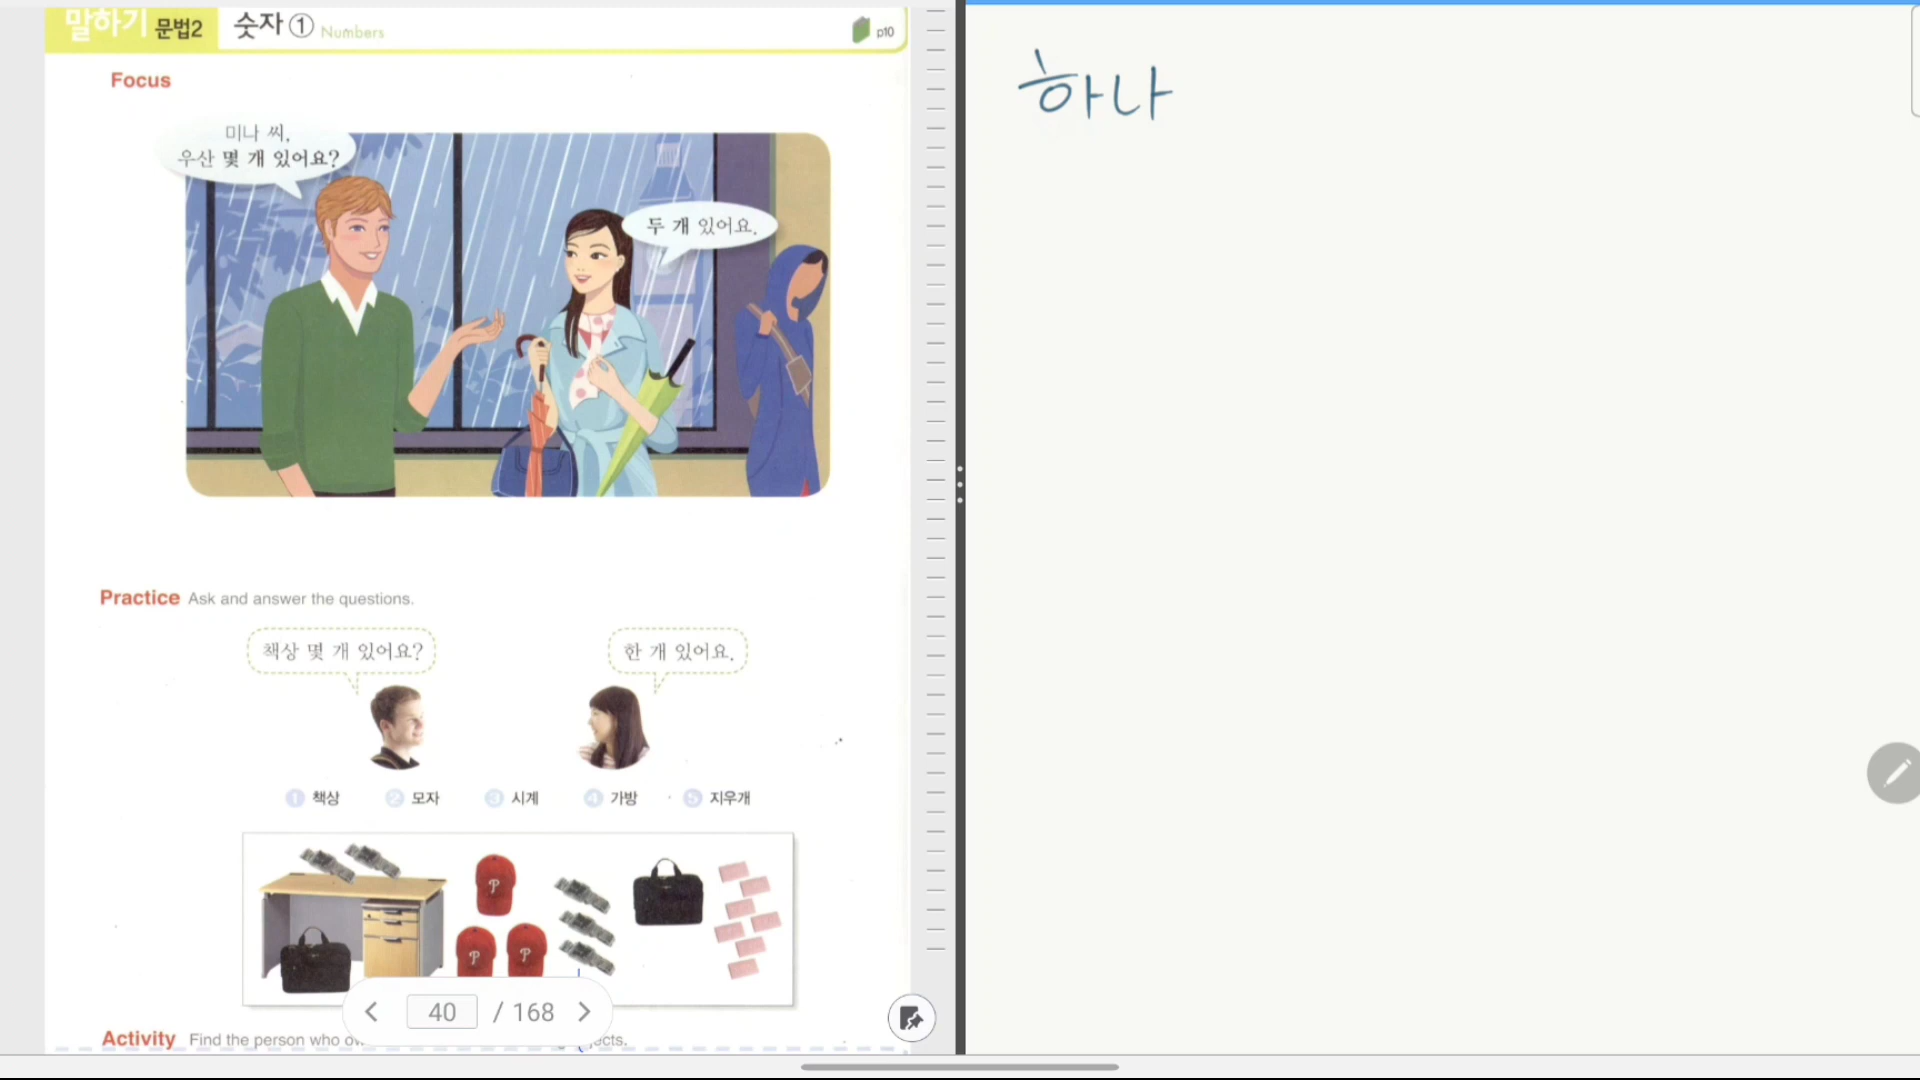 말하기 문법2 숫자 ① Numbers p10
Focus
미나 씨,
우산 몇 개 있어요?
두 개 있어요.
Practice Ask and answer the questions.
책상 몇 개 있어요?
한 개 있어요.
1 책상 2 모자 3 시계 4 가방 5 지우개
P
P P
40 / 168
Activity Find the person who
하나